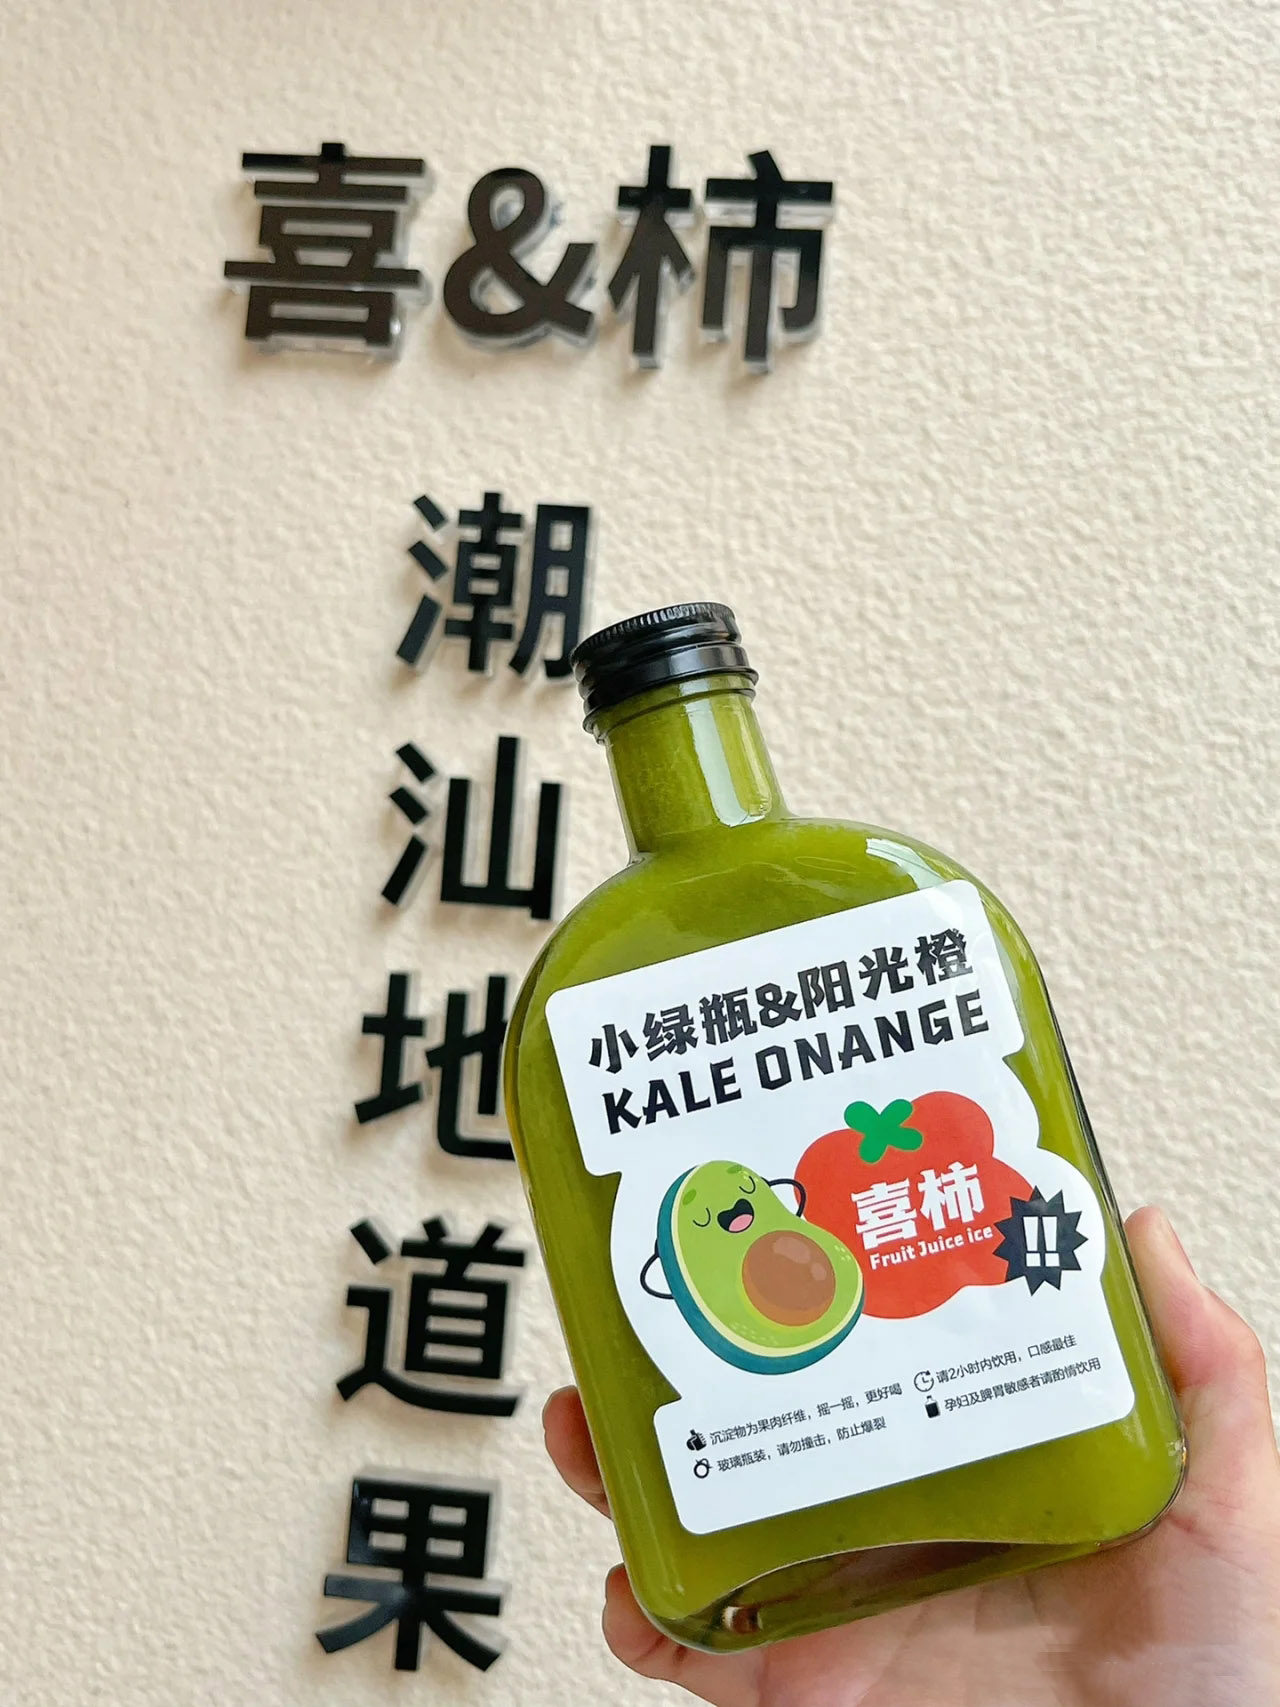 喜&柿
潮汕地道果
小绿瓶&阳光橙
KALE ONANGE
喜柿
Fruit Juice ice
!!
沉淀物为果肉纤维，摇一摇，更好喝
请2小时内饮用，口感最佳
玻璃瓶装，请勿撞击，防止爆裂
孕妇及脾胃敏感者请酌情饮用